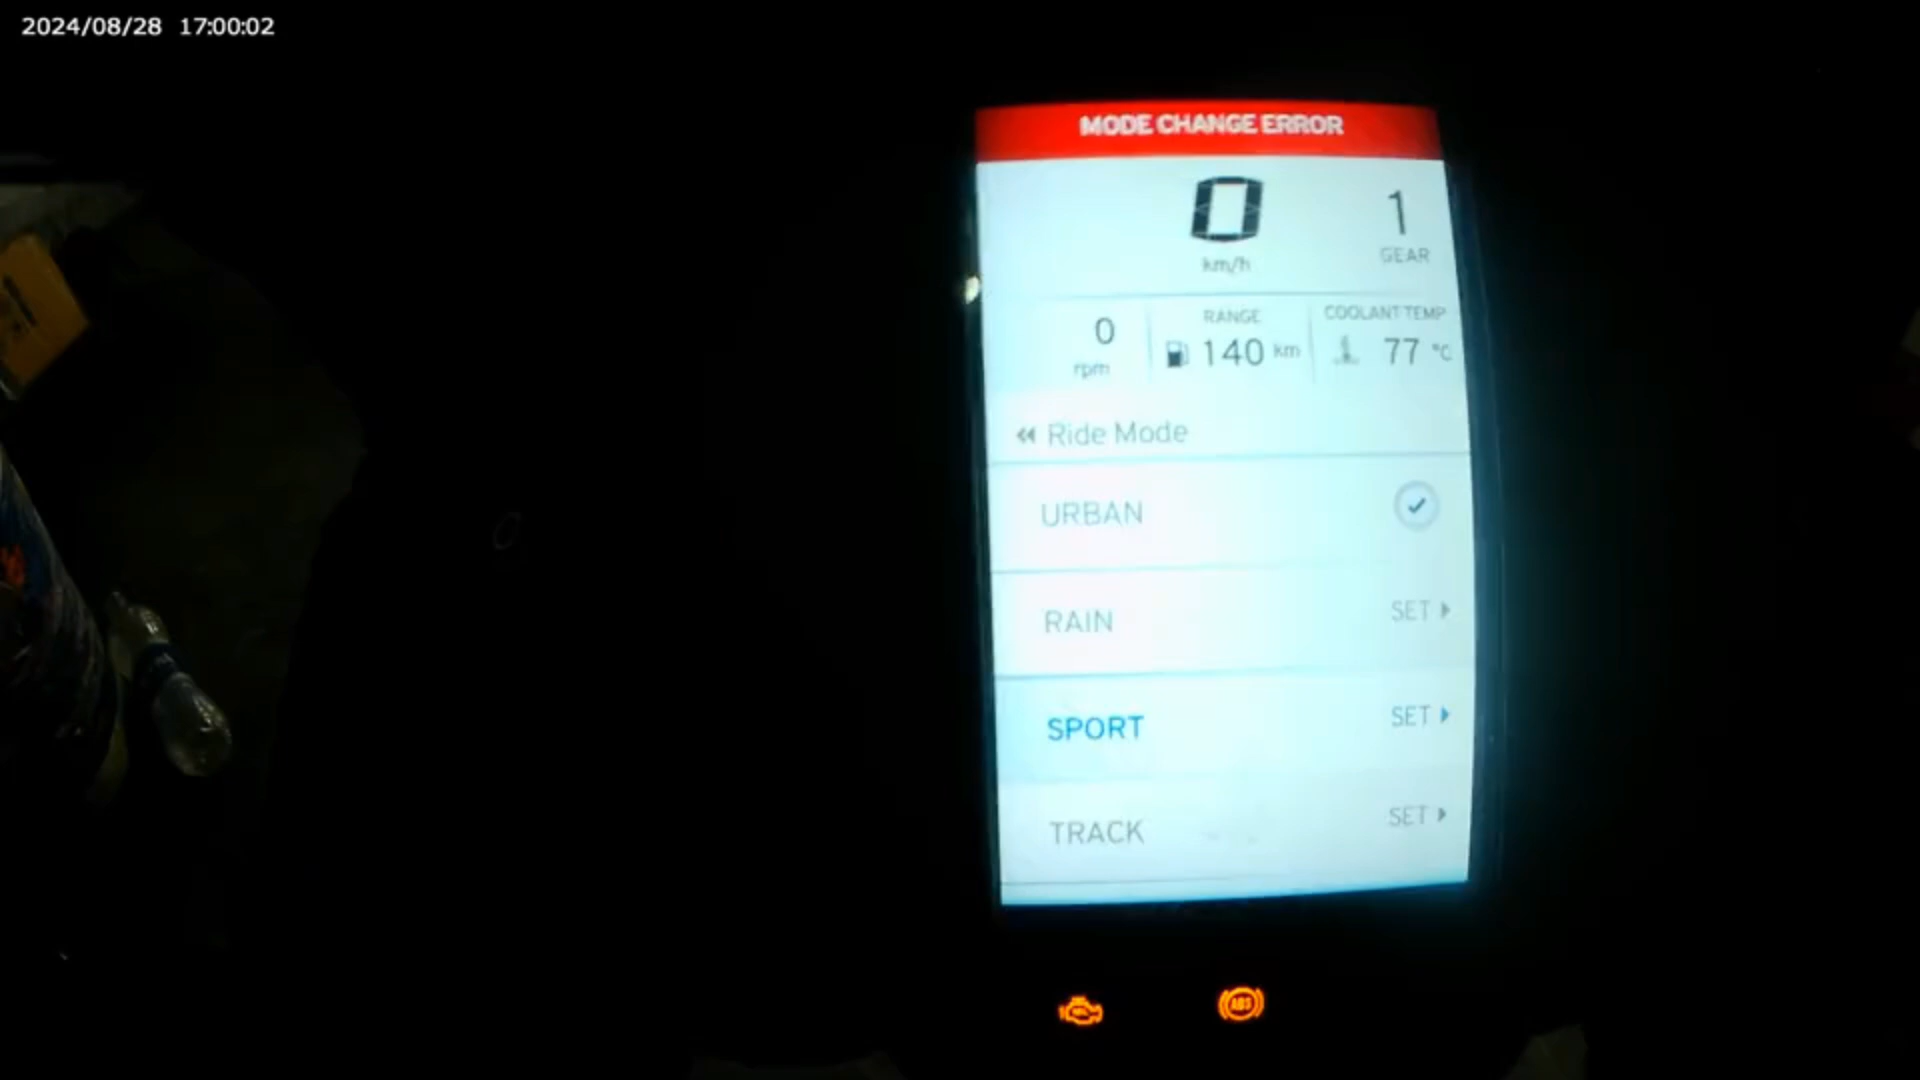 2024/08/28 17:00:02
MODE CHANGE ERROR
0 1
km/h GEAR
RANGE COOLANT TEMP
0 140 km 77 °C
rpm
Ride Mode
URBAN
RAIN SET
SPORT SET
TRACK SET
ABS